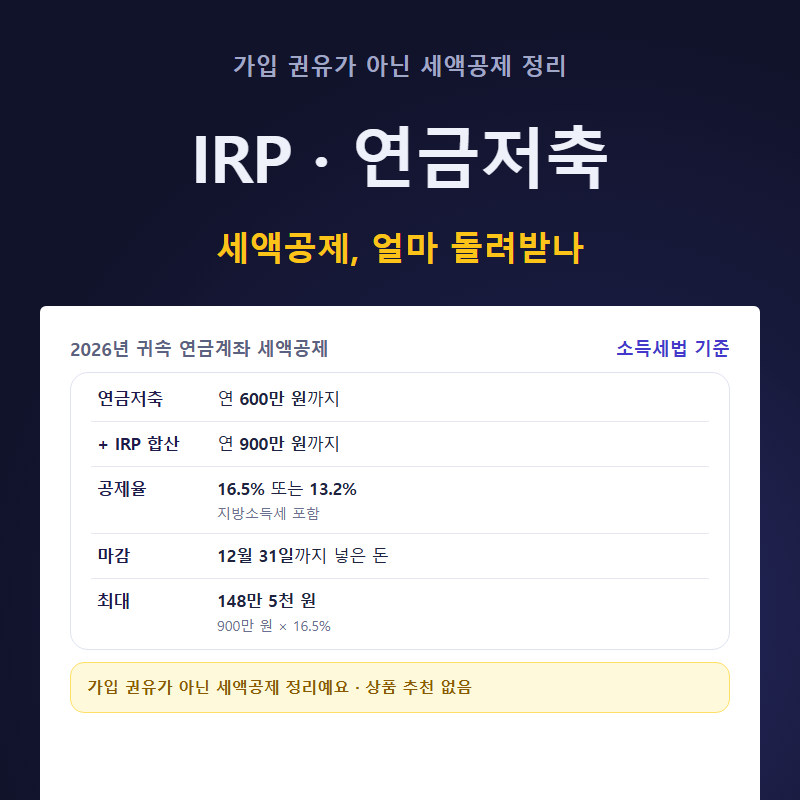 가입 권유가 아닌 세액공제 정리
IRP · 연금저축
세액공제, 얼마 돌려받나
2026년 귀속 연금계좌 세액공제
소득세법 기준
연금저축
연 600만 원까지
+ IRP 합산
연 900만 원까지
공제율
16.5% 또는 13.2%
지방소득세 포함
마감
12월 31일까지 넣은 돈
최대
148만 5천 원
900만 원 × 16.5%
가입 권유가 아닌 세액공제 정리예요 · 상품 추천 없음